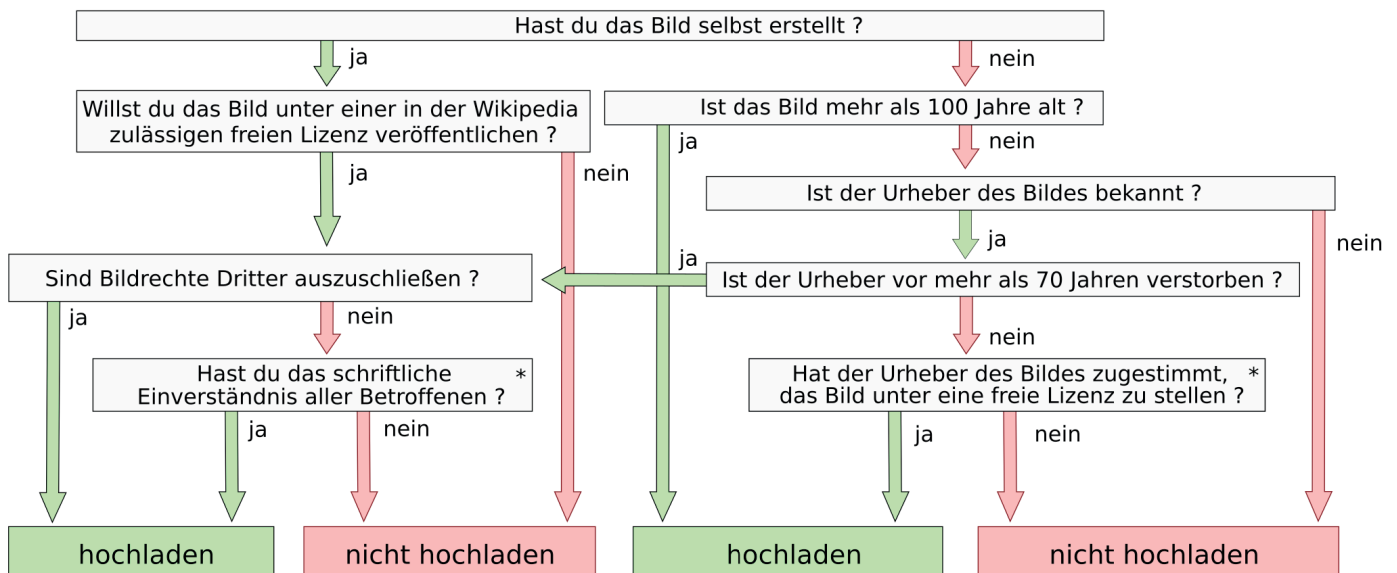 Hast du das Bild selbst erstellt ?
ja
nein
Willst du das Bild unter einer in der Wikipedia
zulässigen freien Lizenz veröffentlichen ?
Ist das Bild mehr als 100 Jahre alt ?
ja
nein
ja
nein
Ist der Urheber des Bildes bekannt ?
ja
nein
Sind Bildrechte Dritter auszuschließen ?
ja
Ist der Urheber vor mehr als 70 Jahren verstorben ?
ja
nein
nein
Hast du das schriftliche *
Einverständnis aller Betroffenen ?
Hat der Urheber des Bildes zugestimmt, *
das Bild unter eine freie Lizenz zu stellen ?
ja
nein
ja
nein
hochladen
nicht hochladen
hochladen
nicht hochladen